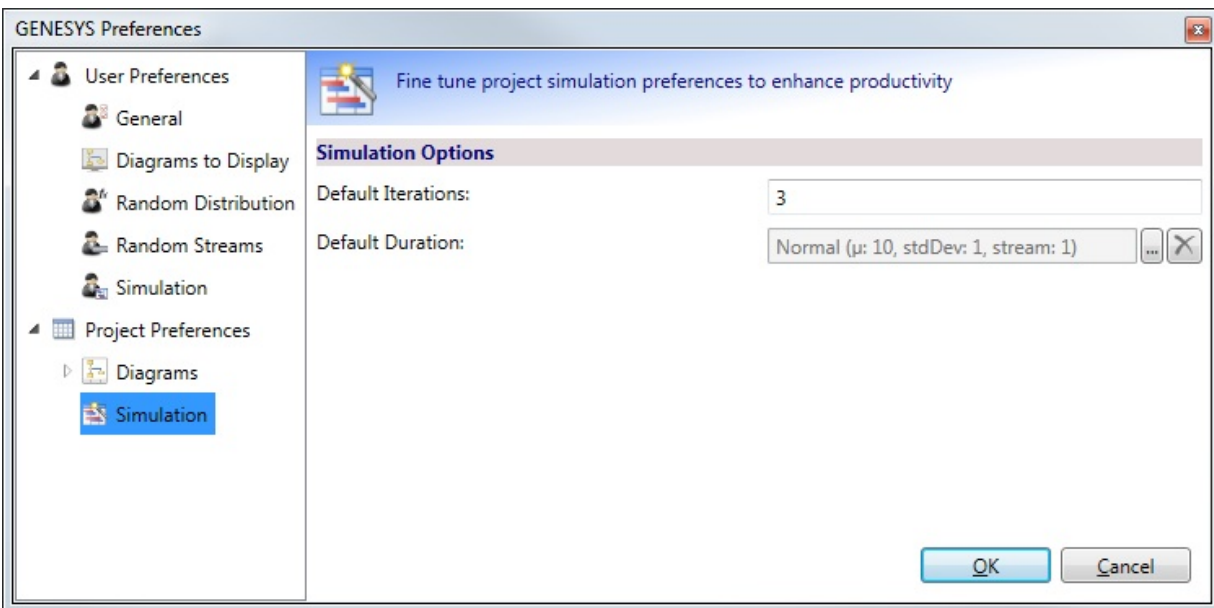 GENESYS Preferences
User Preferences
General
Diagrams to Display
Random Distribution
Random Streams
Simulation
Project Preferences
Diagrams
Simulation
Fine tune project simulation preferences to enhance productivity
Simulation Options
Default Iterations:
3
Default Duration:
Normal (µ: 10, stdDev: 1, stream: 1)
...
OK
Cancel